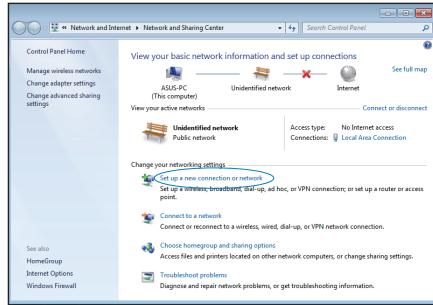 « Network and Internet ▸ Network and Sharing Center
Search Control Panel
Control Panel Home
Manage wireless networks
Change adapter settings
Change advanced sharing
settings
See also
HomeGroup
Internet Options
Windows Firewall
View your basic network information and set up connections
See full map
ASUS-PC
(This computer)
Unidentified network
Internet
View your active networks
Connect or disconnect
Unidentified network
Public network
Access type: No Internet access
Connections: Local Area Connection
Change your networking settings
Set up a new connection or network
Set up a wireless, broadband, dial-up, ad hoc, or VPN connection; or set up a router or access
point.
Connect to a network
Connect or reconnect to a wireless, wired, dial-up, or VPN network connection.
Choose homegroup and sharing options
Access files and printers located on other network computers, or change sharing settings.
Troubleshoot problems
Diagnose and repair network problems, or get troubleshooting information.